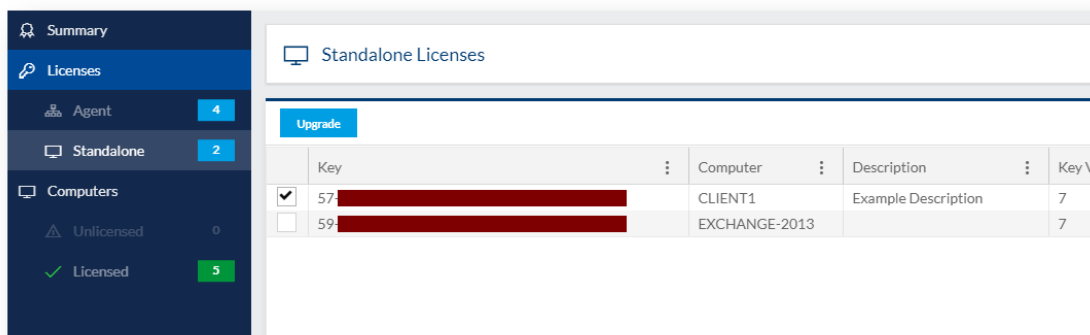 Summary
Licenses
Agent 4
Standalone 2
Computers
Unlicensed 0
Licensed 5
Standalone Licenses
Upgrade
Key Computer Description Key V
57- CLIENT1 Example Description 7
59- EXCHANGE-2013 7